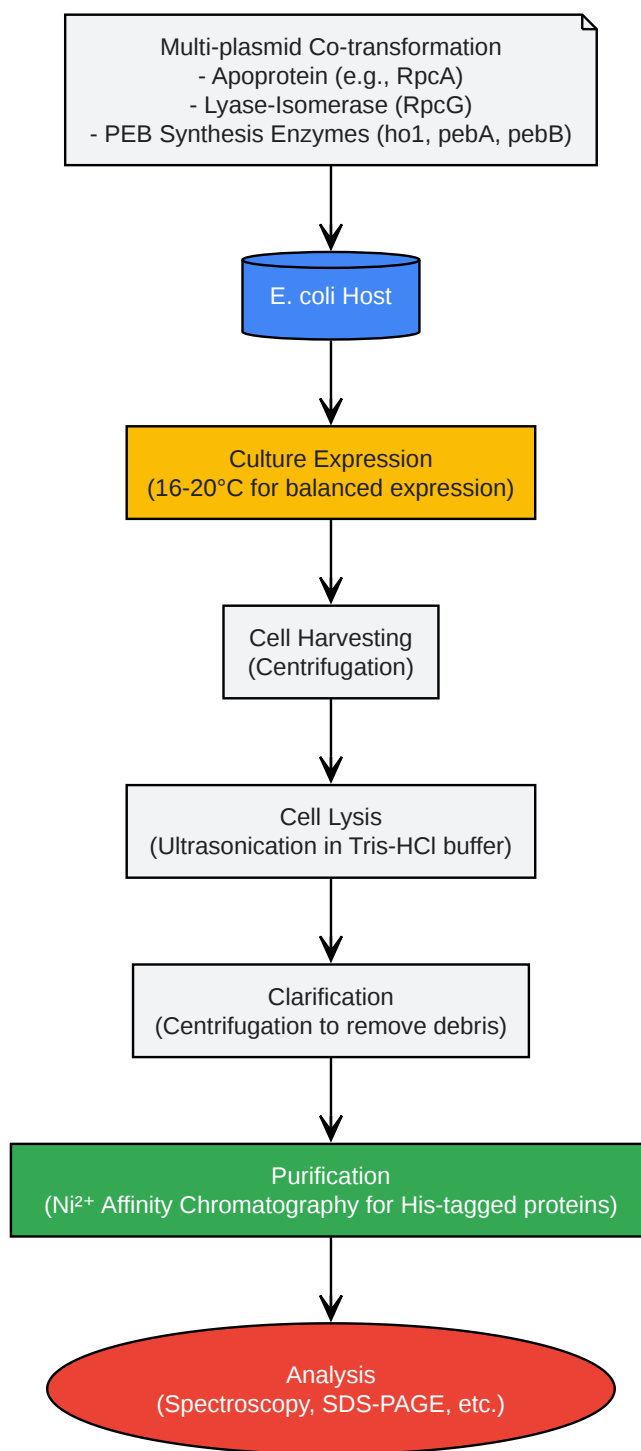 Multi-plasmid Co-transformation
- Apoprotein (e.g., RpcA)
- Lyase-Isomerase (RpcG)
- PEB Synthesis Enzymes (ho1, pebA, pebB)
E. coli Host
Culture Expression
(16-20°C for balanced expression)
Cell Harvesting
(Centrifugation)
Cell Lysis
(Ultrasonication in Tris-HCl buffer)
Clarification
(Centrifugation to remove debris)
Purification
(Ni²⁺ Affinity Chromatography for His-tagged proteins)
Analysis
(Spectroscopy, SDS-PAGE, etc.)